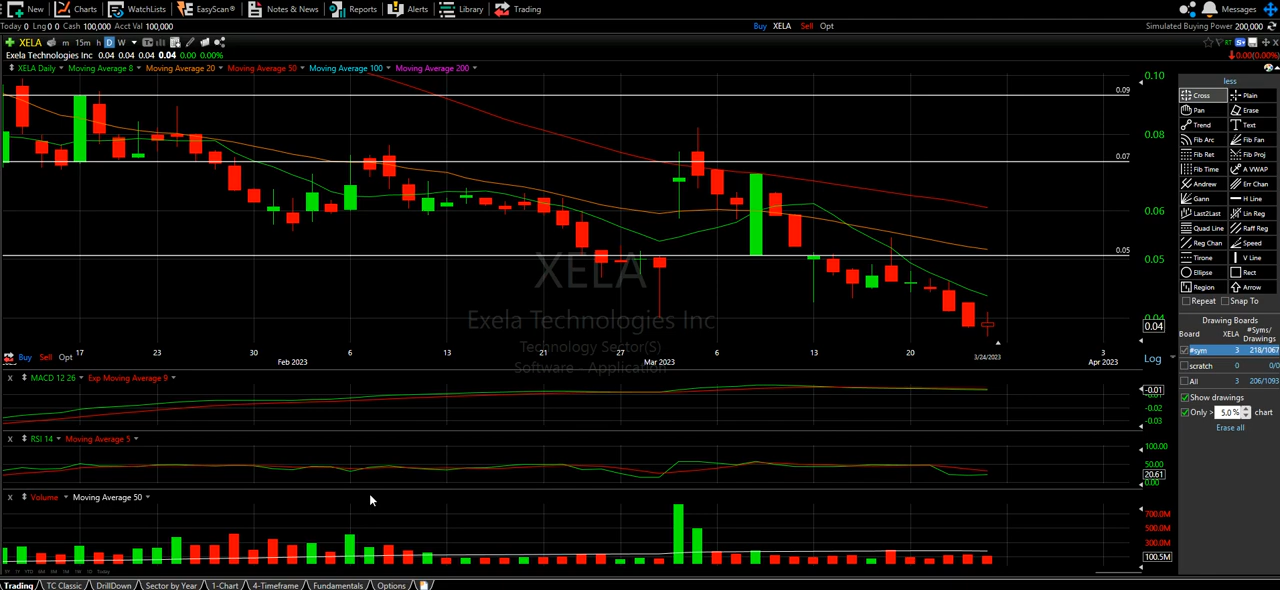 New Charts WatchLists EasyScan® Notes & News Reports Alerts Library Trading Messages
Today 0 Lng 0 0 Cash 100,000 Acct Val 100,000 Buy XELA Sell Opt Simulated Buying Power 200,000
XELA m 15m h D W RT
Exela Technologies Inc 0.04 0.04 0.04 0.04 0.00 0.00% 0.00(0.00%)
XELA Daily Moving Average 8 Moving Average 20 Moving Average 50 Moving Average 100 Moving Average 200
0.10
0.09
0.08
0.07
0.06
0.05
0.05
0.04
0.04
XELA
Exela Technologies Inc
Technology Sector(S)
Software - Application
17 23 30 6 13 21 27 6 13 20 3/24/2023 3
Feb 2023 Mar 2023 Apr 2023
Buy Sell Opt Log
X MACD 12 26 Exp Moving Average 9
-0.01
-0.02
-0.03
X RSI 14 Moving Average 5
100.00
50.00
20.61
0.00
X Volume Moving Average 50
700.0M
500.0M
300.0M
100.5M
Trading TC Classic DrillDown Sector by Year 1-Chart 4-Timeframe Fundamentals Options
less
Cross Plain
Pan Erase
Trend Text
Fib Arc Fib Fan
Fib Ret Fib Proj
Fib Time A VWAP
Andrew Err Chan
Gann H Line
Last2Last Lin Reg
Quad Line Raff Reg
Reg Chan Speed
Tirone V Line
Ellipse Rect
Region Arrow
Repeat Snap To
Drawing Boards
Board XELA #Syms/
Drawings
#sym 3 218/1067
scratch 0 0/0
All 3 206/1093
Show drawings
Only > 5.0 % chart
Erase all